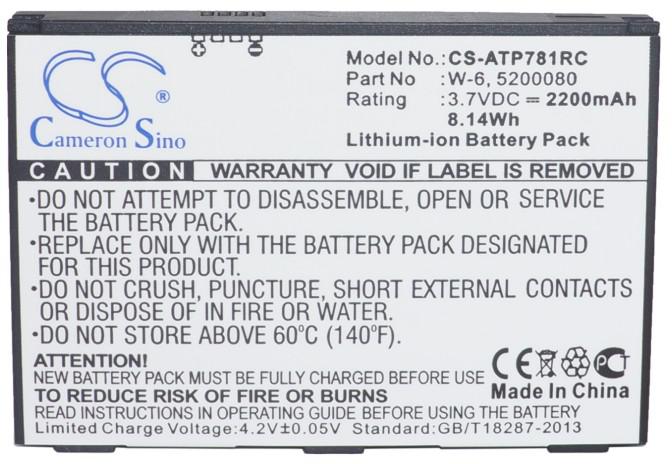 CS
Cameron Sino
Model No.: CS-ATP781RC
Part No : W-6, 5200080
Rating : 3.7VDC = 2200mAh
8.14Wh
Lithium-ion Battery Pack
CAUTION WARRANTY VOID IF LABEL IS REMOVED
•DO NOT ATTEMPT TO DISASSEMBLE, OPEN OR SERVICE
THE BATTERY PACK.
•REPLACE ONLY WITH THE BATTERY PACK DESIGNATED
FOR THIS PRODUCT.
•DO NOT CRUSH, PUNCTURE, SHORT EXTERNAL CONTACTS
OR DISPOSE OF IN FIRE OR WATER.
•DO NOT STORE ABOVE 60°C (140°F).
ALERTE:
NEW BATTERY PACK MUST BE FULLY CHARGED BEFORE USE.
TO REDUCE RISK OF FIRE OR BURNS
READ INSTRUCTIONS BEFORE USING THE BATTERY PACK.
Limited Charge Voltage:4.2V±0.05V Standard:GB/T18287-2013
CE PCT
Made In China